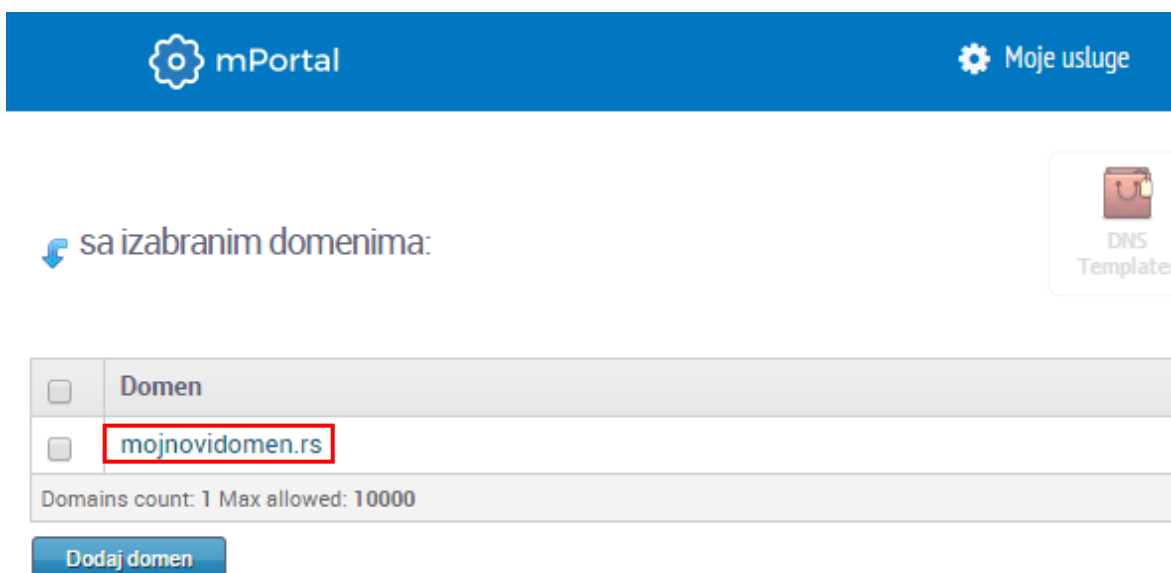 mPortal
Moje usluge
sa izabranim domenima:
DNS
Templates
Domen
mojnovidomen.rs
Domains count: 1 Max allowed: 10000
Dodaj domen